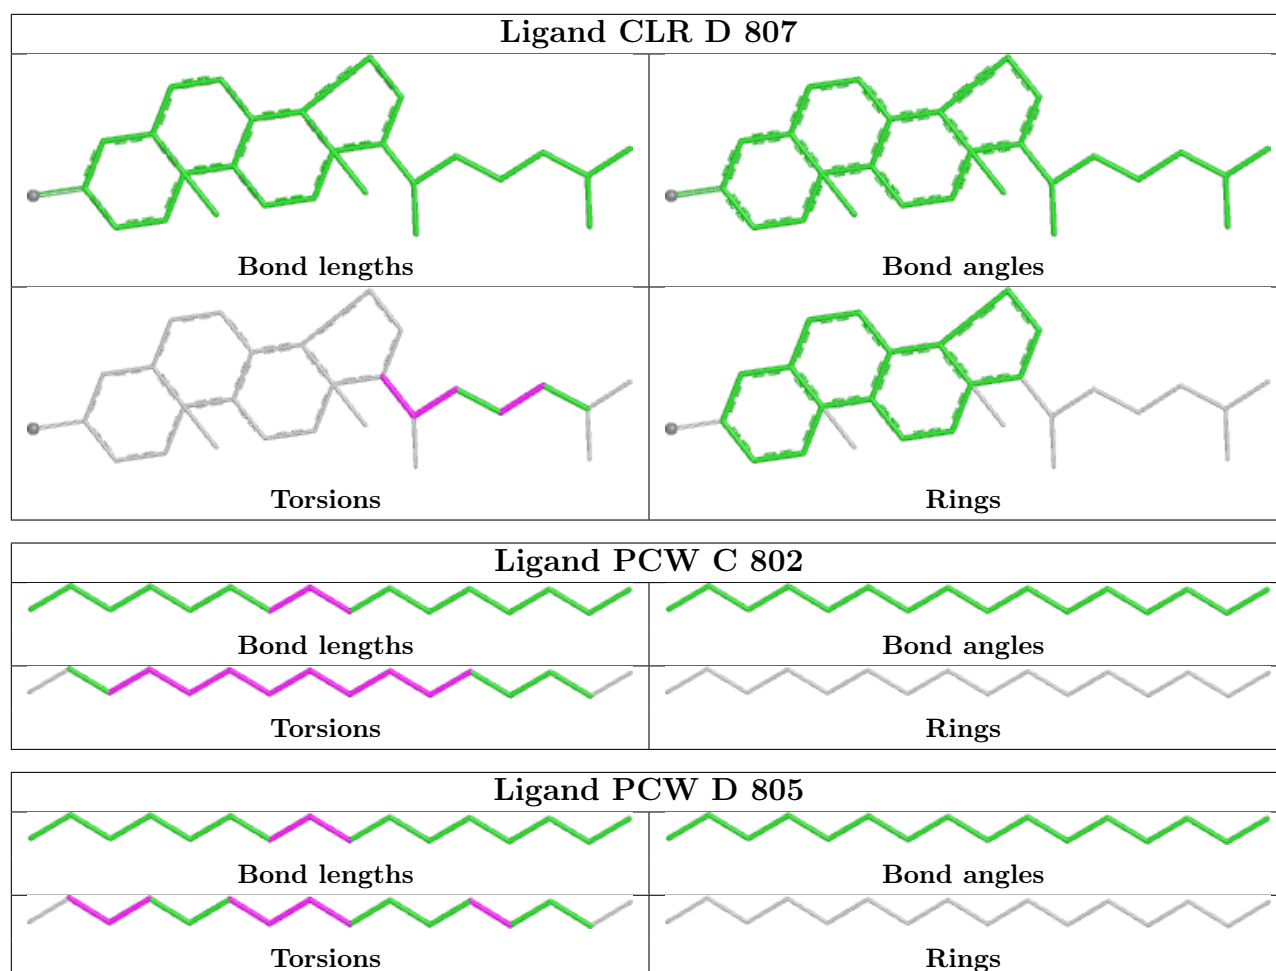 Ligand CLR D 807
Bond lengths
Bond angles
Torsions
Rings
Ligand PCW C 802
Bond lengths
Bond angles
Torsions
Rings
Ligand PCW D 805
Bond lengths
Bond angles
Torsions
Rings